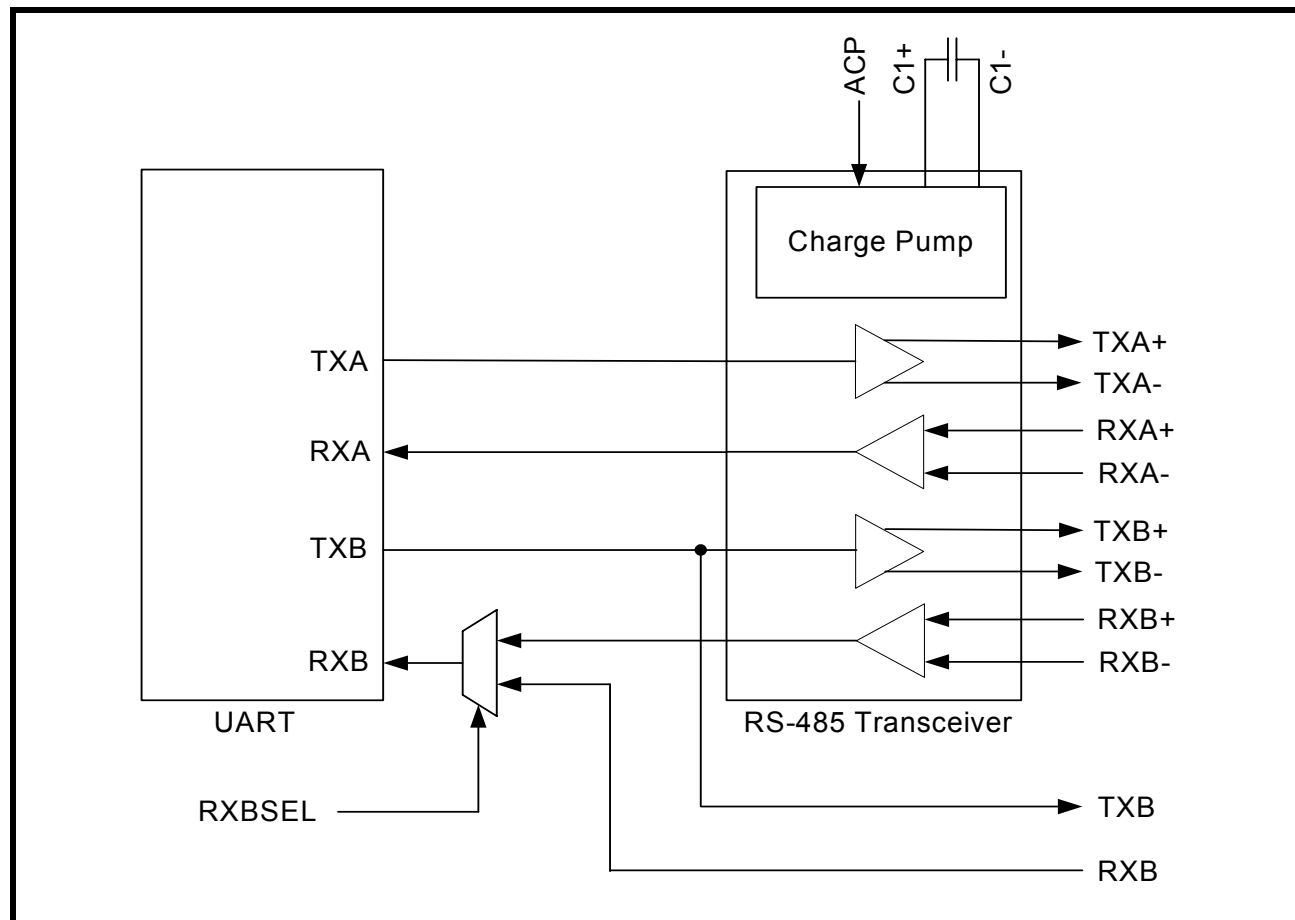 ACP
C1+
C1-
Charge Pump
TXA
TXA+
TXA-
RXA
RXA+
RXA-
TXB
TXB+
TXB-
RXB
RXB+
RXB-
UART
RS-485 Transceiver
RXBSEL
TXB
RXB